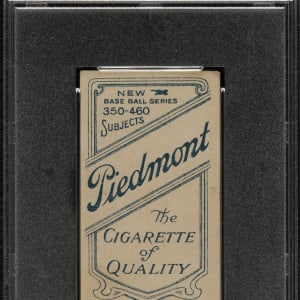 NEW
BASE BALL SERIES
350-460
SUBJECTS
Piedmont
The
CIGARETTE
of
QUALITY